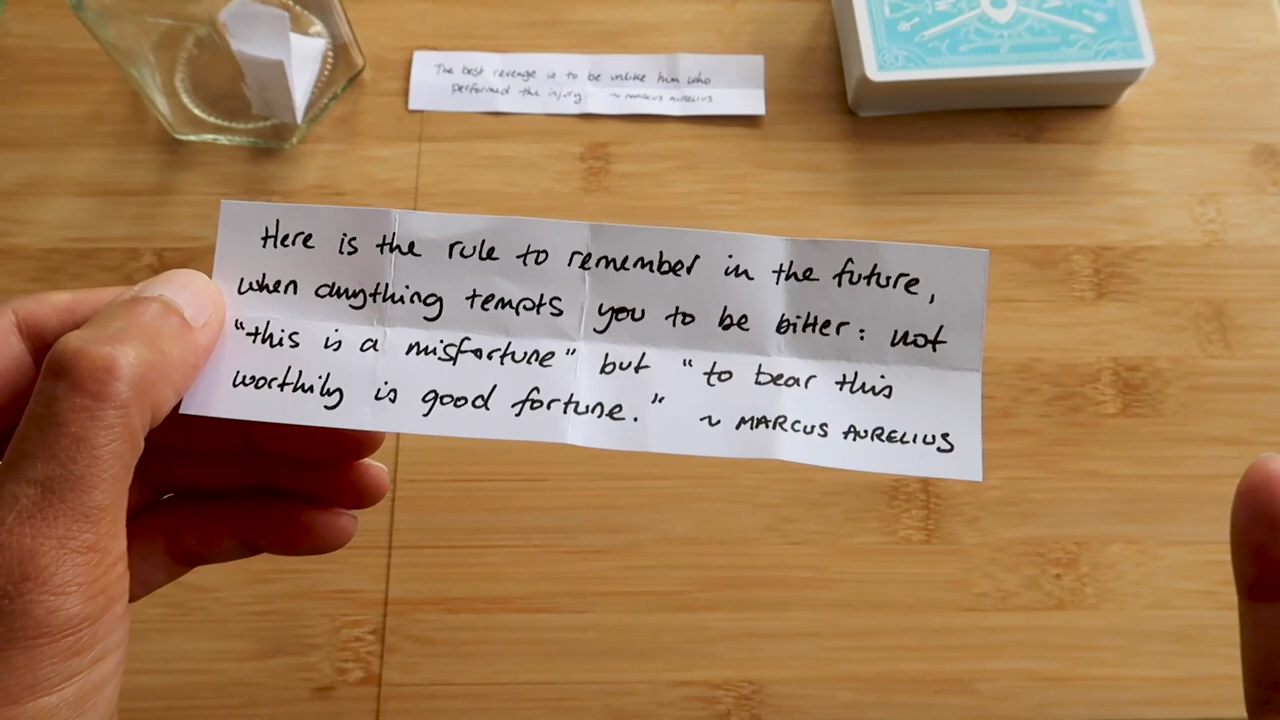 The best revenge is to be unlike him who
performed the injury. ~ MARCUS AURELIUS
Here is the rule to remember in the future,
when anything tempts you to be bitter: not
"this is a misfortune" but "to bear this
worthily is good fortune." ~ MARCUS AURELIUS